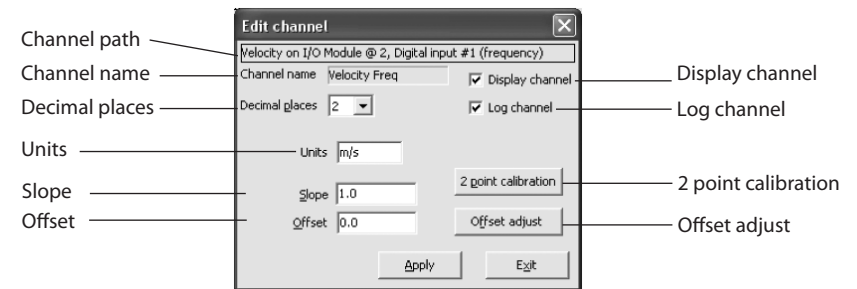 Edit channel
Channel path
Velocity on I/O Module @ 2, Digital input #1 (frequency)
Channel name
Channel name Velocity Freq
Display channel
Display channel
Decimal places
Decimal places 2
Log channel
Log channel
Units
Units m/s
Slope
Slope 1.0
2 point calibration
2 point calibration
Offset
Offset 0.0
Offset adjust
Offset adjust
Apply
Exit